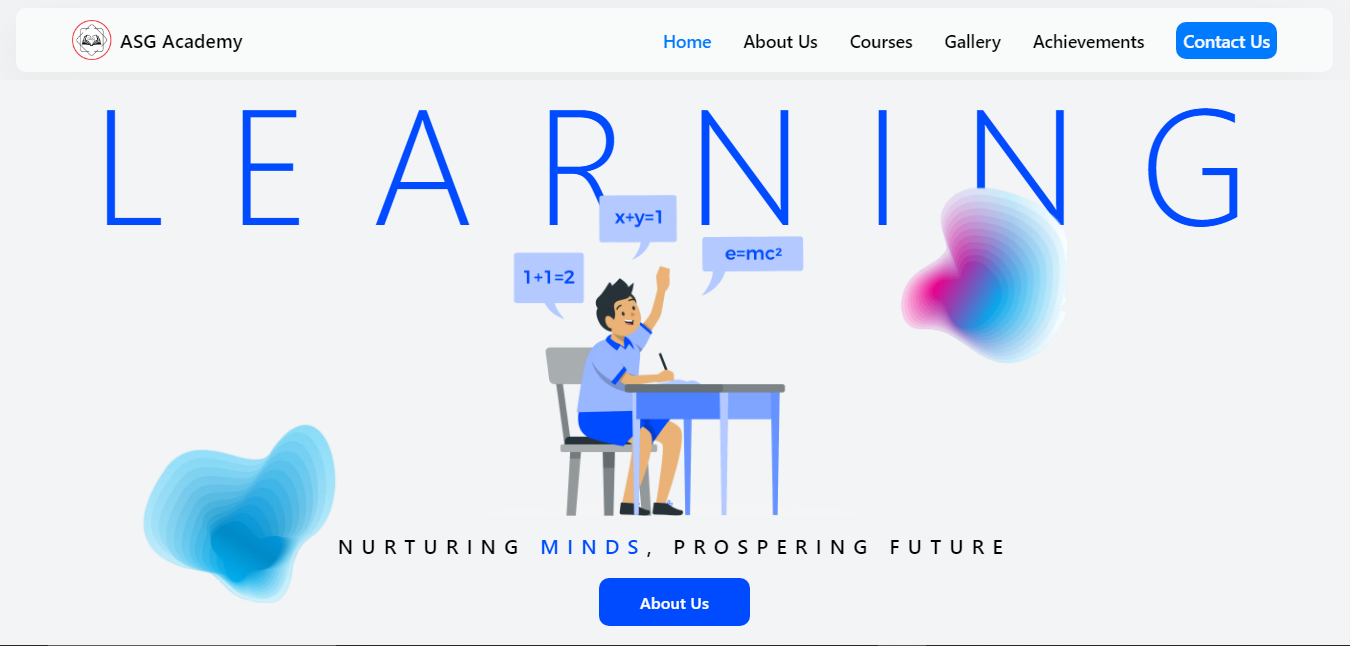 ASG Academy Home About Us Courses Gallery Achievements Contact Us
LEARNING
x+y=1
e=mc²
1+1=2
NURTURING MINDS, PROSPERING FUTURE
About Us